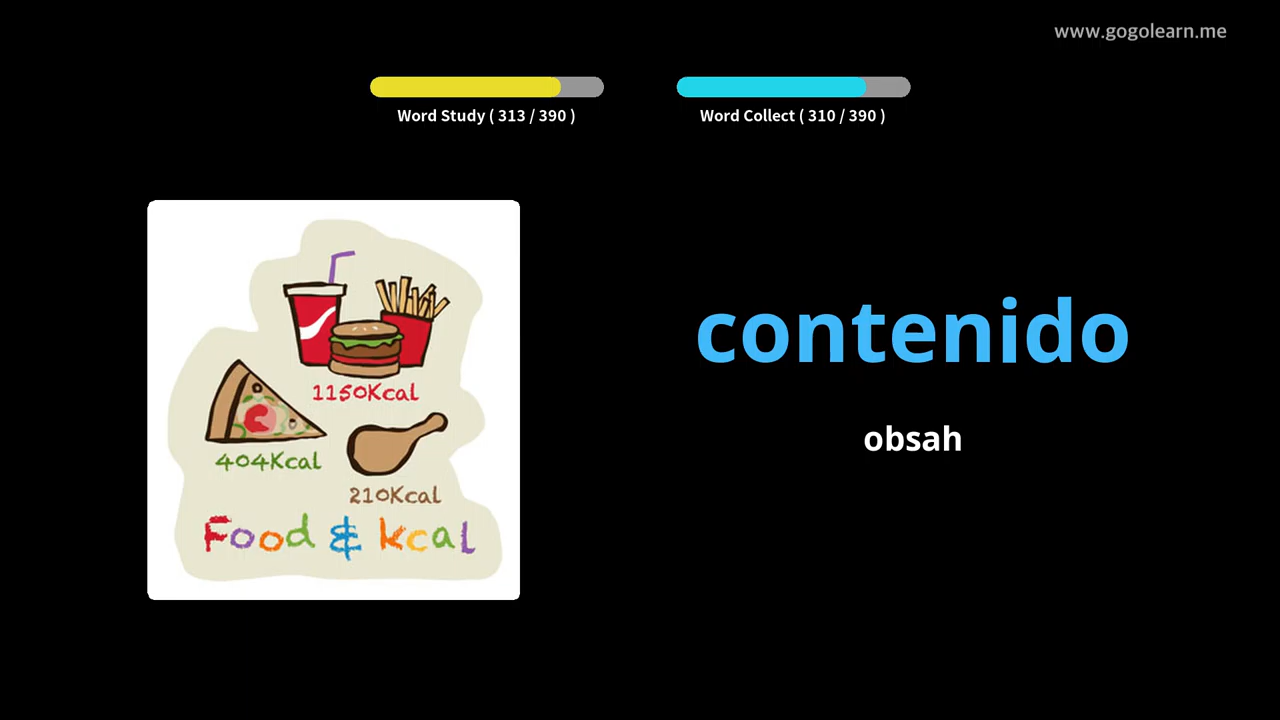 www.gogolearn.me
Word Study ( 313 / 390 )
Word Collect ( 310 / 390 )
1150Kcal
404Kcal
210Kcal
Food & kcal
contenido
obsah